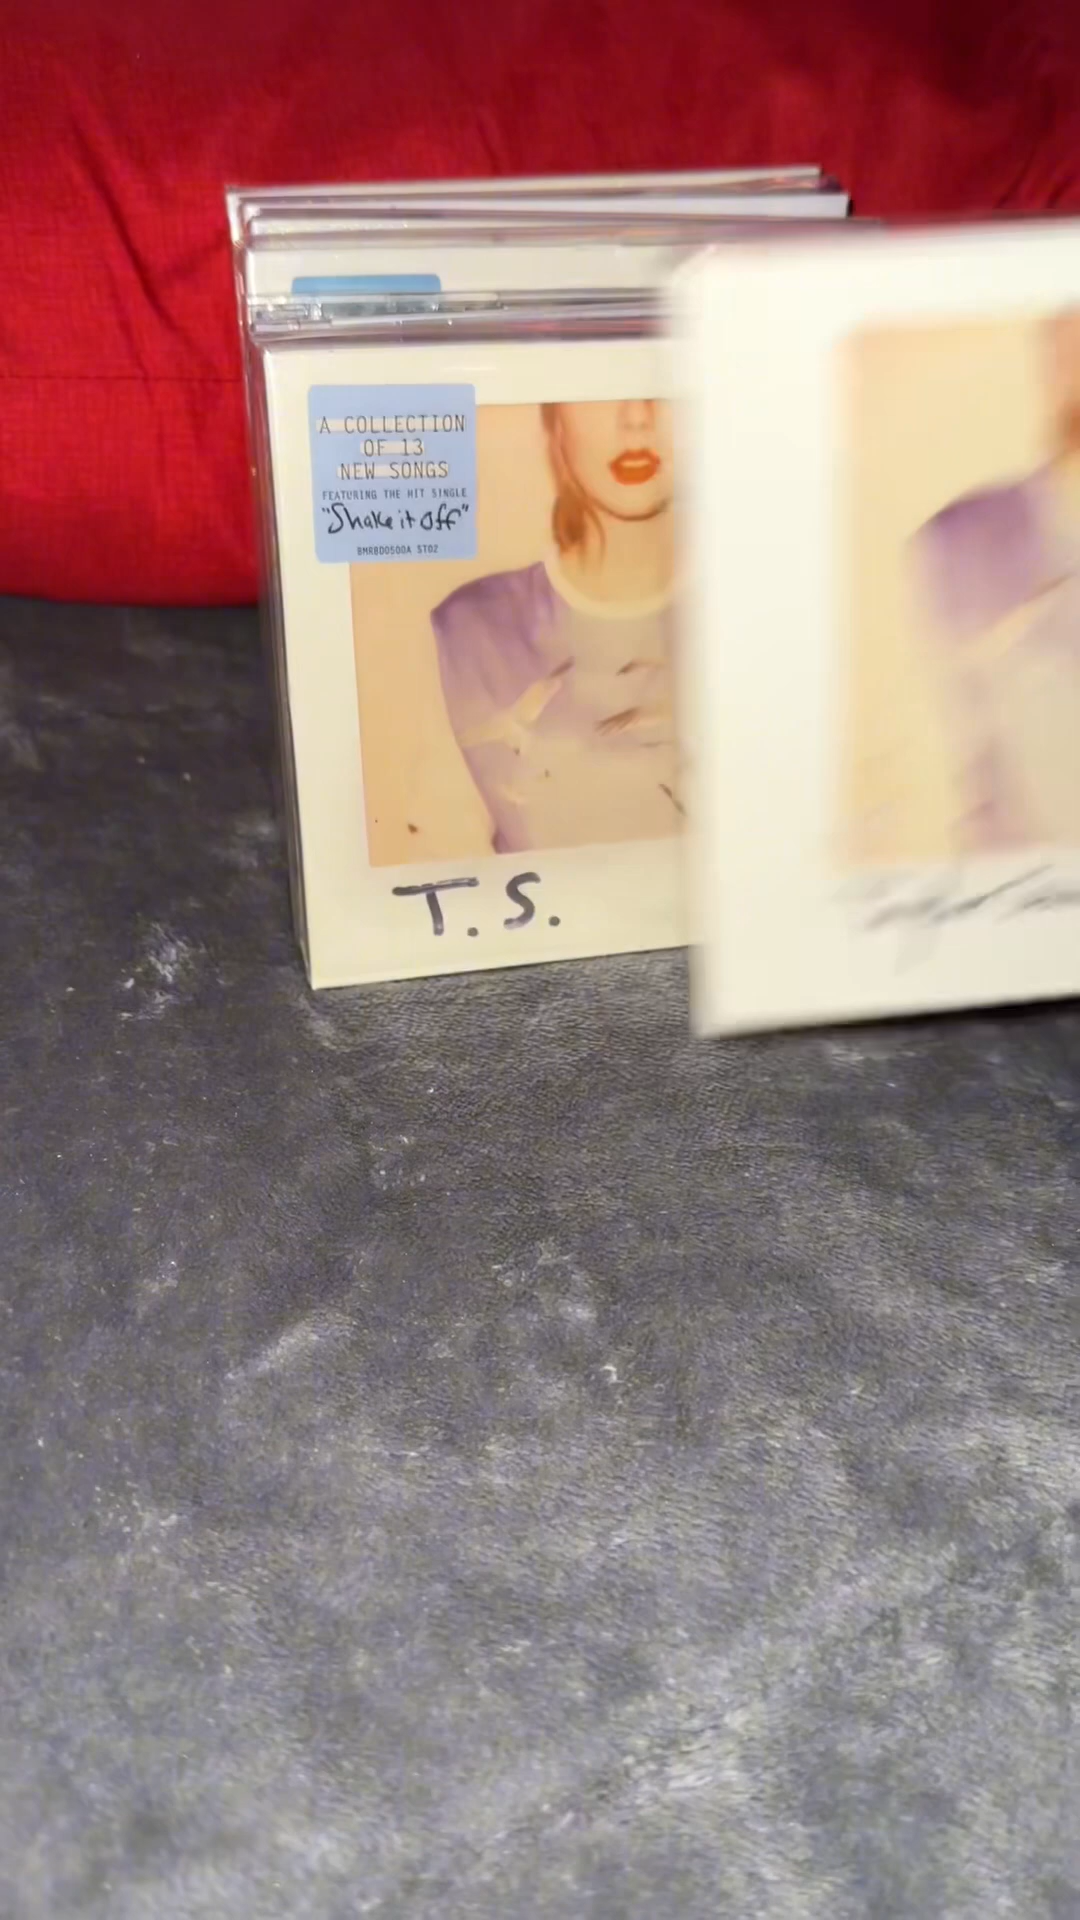 A COLLECTION
OF 13
NEW SONGS
FEATURING THE HIT SINGLE
"Shake it off"
BMRBD0500A ST02
T. S.